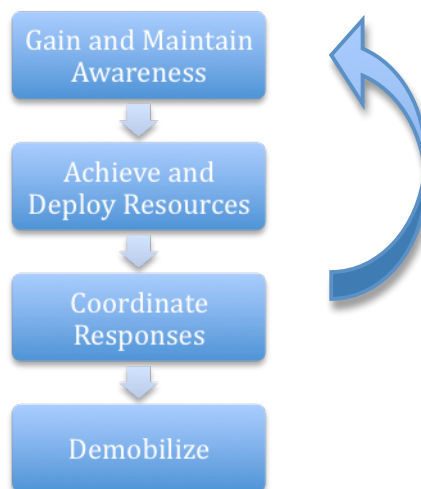 Gain and Maintain
Awareness
Achieve and
Deploy Resources
Coordinate
Responses
Demobilize